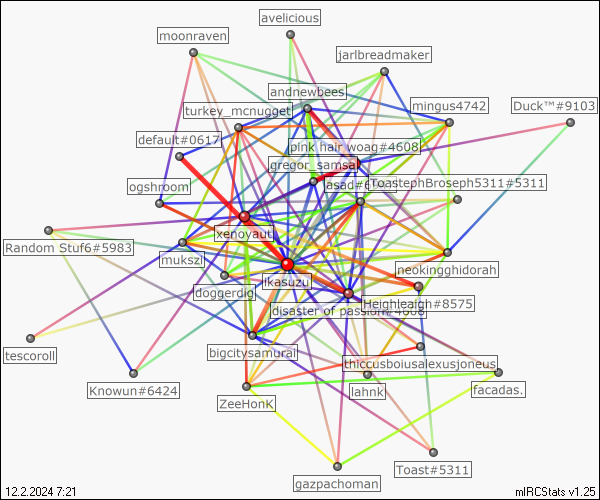 avelicious
moonraven
jarlbreadmaker
andnewbees
turkey_mcnugget
mingus4742
Duck™#9103
default#0617
pink hair woag#4608
gregor_samsa
ToastephBroseph5311#5311
ogshroom
xenoyaut
Random Stuf6#5983
mukszi
neokingghidorah
doggerdig
ikasuzu
Heighleaigh#8575
disaster of passion#4608
bigcitysamurai
tescoroll
thiccusboiusalexusjoneus
Knowun#6424
lahnk
facadas.
ZeeHonK
Toast#5311
gazpachoman
12.2.2024 7:21
mIRCStats v1.25